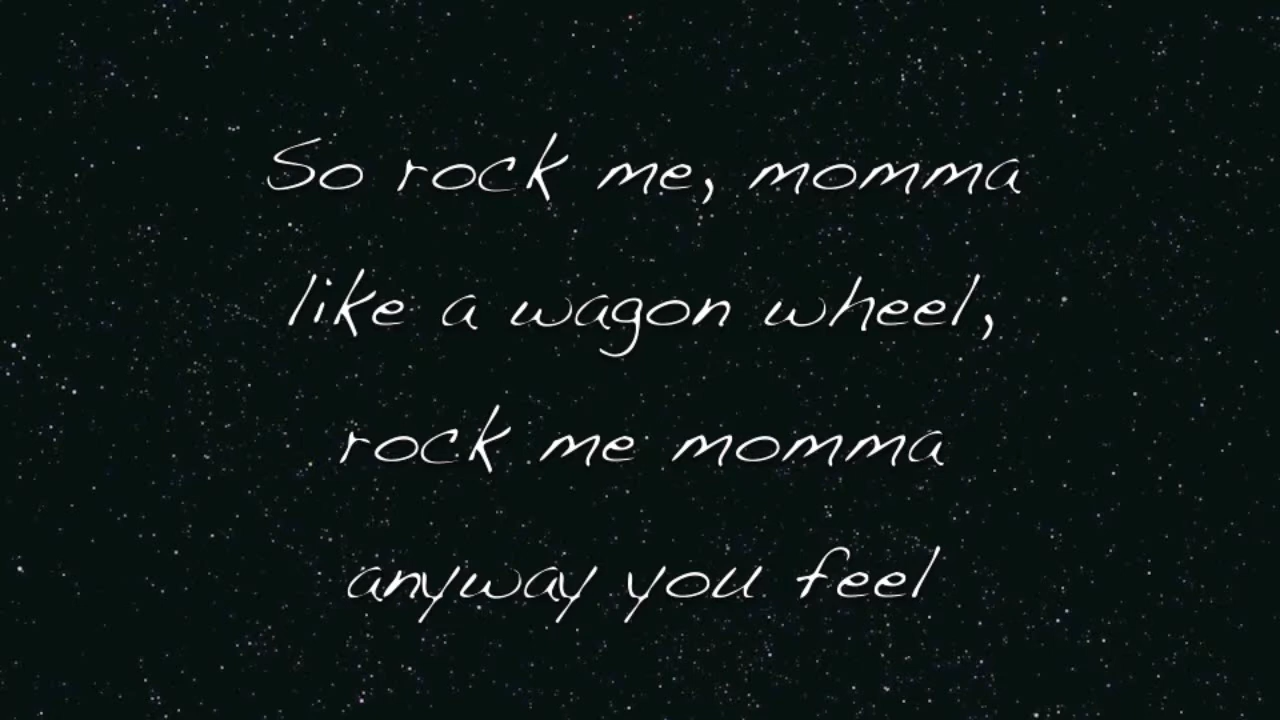 So rock me, momma
like a wagon wheel,
rock me momma
anyway you feel